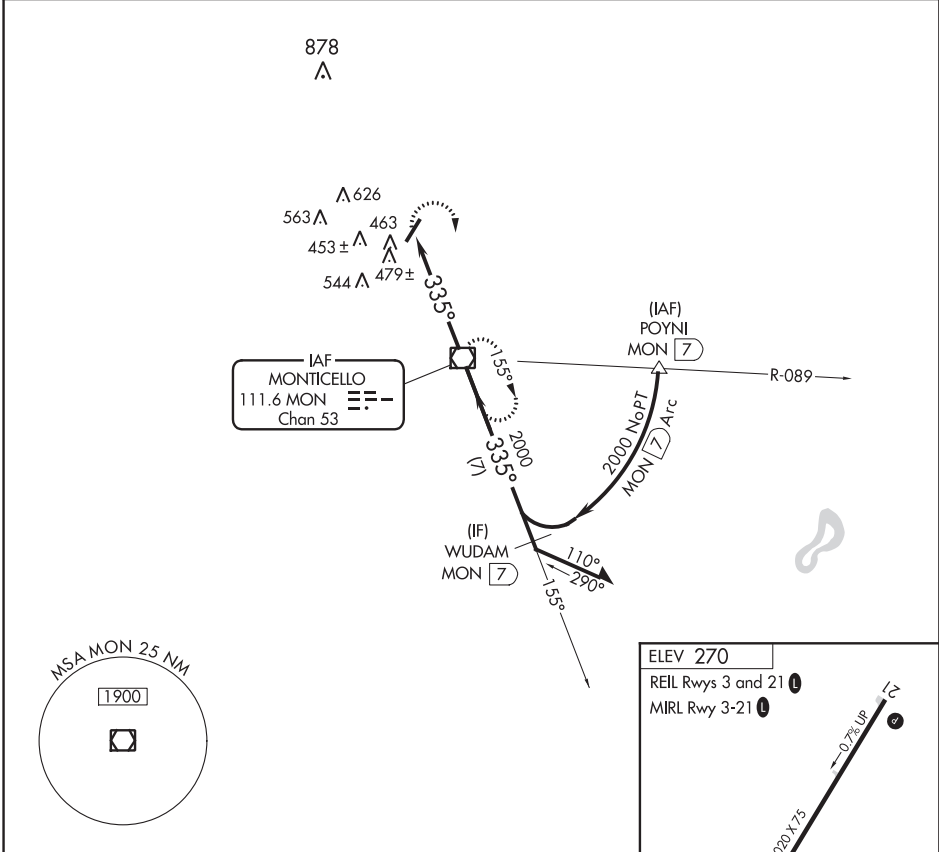 878
626
563
463
453 ±
479 ±
544
335°
(IAF)
POYNI
MON 7
R-089
IAF
MONTICELLO
111.6 MON
Chan 53
155°
2000 NoPT
MON 7 Arc
2000
(7)
335°
(IF)
WUDAM
MON 7
110°
290°
155°
MSA MON 25 NM
1900
ELEV 270
REIL Rwys 3 and 21 L
MIRL Rwy 3-21 L
21
P
0.7% UP
020 X 75